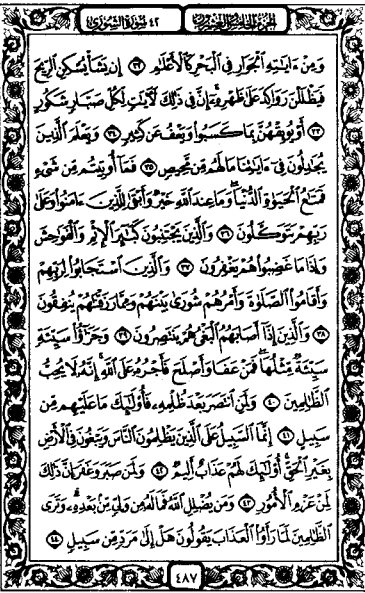 الجزء الخامس والعشرون ٤٢ سورة الشورى
وَمِنْ ءَايَٰتِهِ ٱلْجَوَارِ فِى ٱلْبَحْرِ كَٱلْأَعْلَٰمِ ٣٢ إِن يَشَأْ يُسْكِنِ ٱلرِّيحَ
فَيَظْلَلْنَ رَوَاكِدَ عَلَىٰ ظَهْرِهِۦٓ إِنَّ فِى ذَٰلِكَ لَءَايَٰتٍ لِّكُلِّ صَبَّارٍ شَكُورٍ
٣٣ أَوْ يُوبِقْهُنَّ بِمَا كَسَبُوا۟ وَيَعْفُ عَن كَثِيرٍ ٣٤ وَيَعْلَمَ ٱلَّذِينَ
يُجَٰدِلُونَ فِىٓ ءَايَٰتِنَا مَا لَهُم مِّن مَّحِيصٍ ٣٥ فَمَآ أُوتِيتُم مِّن شَىْءٍ
فَمَتَٰعُ ٱلْحَيَوٰةِ ٱلدُّنْيَا وَمَا عِندَ ٱللَّهِ خَيْرٌ وَأَبْقَىٰ لِلَّذِينَ ءَامَنُوا۟ وَعَلَىٰ
رَبِّهِمْ يَتَوَكَّلُونَ ٣٦ وَٱلَّذِينَ يَجْتَنِبُونَ كَبَٰٓئِرَ ٱلْإِثْمِ وَٱلْفَوَٰحِشَ
وَإِذَا مَا غَضِبُوا۟ هُمْ يَغْفِرُونَ ٣٧ وَٱلَّذِينَ ٱسْتَجَابُوا۟ لِرَبِّهِمْ
وَأَقَامُوا۟ ٱلصَّلَوٰةَ وَأَمْرُهُمْ شُورَىٰ بَيْنَهُمْ وَمِمَّا رَزَقْنَٰهُمْ يُنفِقُونَ
٣٨ وَٱلَّذِينَ إِذَآ أَصَابَهُمُ ٱلْبَغْىُ هُمْ يَنتَصِرُونَ ٣٩ وَجَزَٰٓؤُا۟ سَيِّئَةٍ
سَيِّئَةٌ مِّثْلُهَا فَمَنْ عَفَا وَأَصْلَحَ فَأَجْرُهُۥ عَلَى ٱللَّهِ إِنَّهُۥ لَا يُحِبُّ
ٱلظَّٰلِمِينَ ٤٠ وَلَمَنِ ٱنتَصَرَ بَعْدَ ظُلْمِهِۦ فَأُو۟لَٰٓئِكَ مَا عَلَيْهِم مِّن
سَبِيلٍ ٤١ إِنَّمَا ٱلسَّبِيلُ عَلَى ٱلَّذِينَ يَظْلِمُونَ ٱلنَّاسَ وَيَبْغُونَ فِى ٱلْأَرْضِ
بِغَيْرِ ٱلْحَقِّ أُو۟لَٰٓئِكَ لَهُمْ عَذَابٌ أَلِيمٌ ٤٢ وَلَمَن صَبَرَ وَغَفَرَ إِنَّ ذَٰلِكَ
لَمِنْ عَزْمِ ٱلْأُمُورِ ٤٣ وَمَن يُضْلِلِ ٱللَّهُ فَمَا لَهُۥ مِن وَلِىٍّ مِّنۢ بَعْدِهِۦ وَتَرَى
ٱلظَّٰلِمِينَ لَمَّا رَأَوُا۟ ٱلْعَذَابَ يَقُولُونَ هَلْ إِلَىٰ مَرَدٍّ مِّن سَبِيلٍ ٤٤
٤٨٧